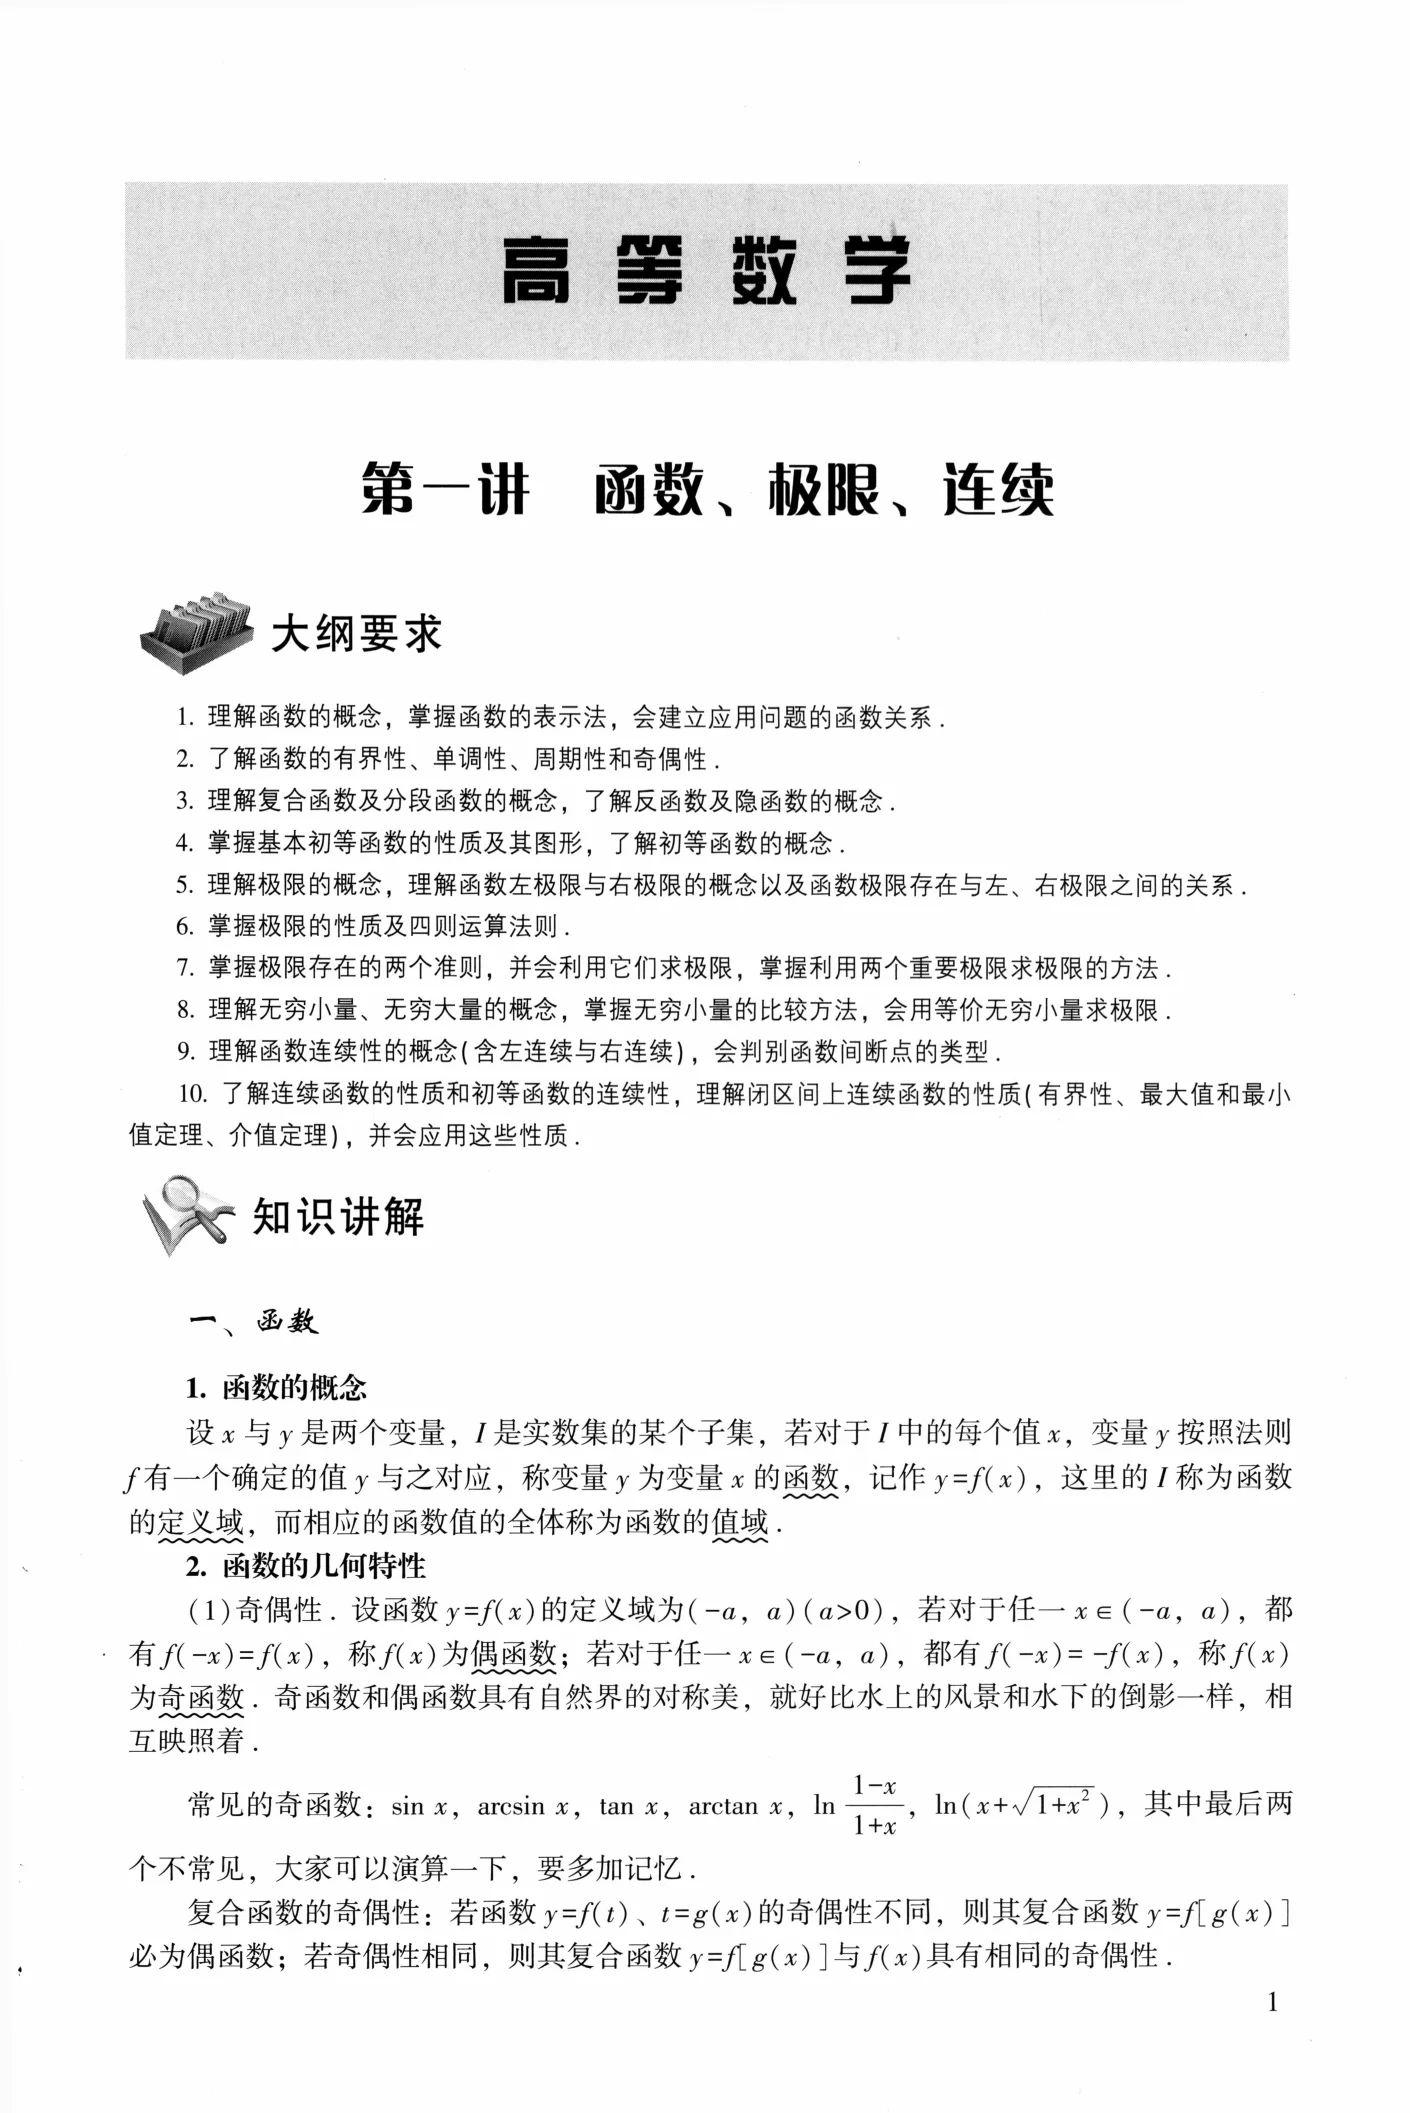 高等数学
第一讲 函数、极限、连续
大纲要求
1. 理解函数的概念，掌握函数的表示法，会建立应用问题的函数关系.
2. 了解函数的有界性、单调性、周期性和奇偶性.
3. 理解复合函数及分段函数的概念，了解反函数及隐函数的概念.
4. 掌握基本初等函数的性质及其图形，了解初等函数的概念.
5. 理解极限的概念，理解函数左极限与右极限的概念以及函数极限存在与左、右极限之间的关系.
6. 掌握极限的性质及四则运算法则.
7. 掌握极限存在的两个准则，并会利用它们求极限，掌握利用两个重要极限求极限的方法.
8. 理解无穷小量、无穷大量的概念，掌握无穷小量的比较方法，会用等价无穷小量求极限.
9. 理解函数连续性的概念(含左连续与右连续)，会判别函数间断点的类型.
10. 了解连续函数的性质和初等函数的连续性，理解闭区间上连续函数的性质(有界性、最大值和最小
值定理、介值定理)，并会应用这些性质.
知识讲解
一、函数
1. 函数的概念
设 x 与 y 是两个变量，I 是实数集的某个子集，若对于 I 中的每个值 x，变量 y 按照法则
f 有一个确定的值 y 与之对应，称变量 y 为变量 x 的函数，记作 y=f(x)，这里的 I 称为函数
的定义域，而相应的函数值的全体称为函数的值域.
2. 函数的几何特性
(1)奇偶性. 设函数 y=f(x)的定义域为(-a，a)(a>0)，若对于任一 x∈(-a，a)，都
有 f(-x)=f(x)，称 f(x)为偶函数；若对于任一 x∈(-a，a)，都有 f(-x)=-f(x)，称 f(x)
为奇函数. 奇函数和偶函数具有自然界的对称美，就好比水上的风景和水下的倒影一样，相
互映照着.
常见的奇函数：sin x，arcsin x，tan x，arctan x，ln (1-x)/(1+x)，ln(x+√(1+x²))，其中最后两
个不常见，大家可以演算一下，要多加记忆.
复合函数的奇偶性：若函数 y=f(t)、t=g(x)的奇偶性不同，则其复合函数 y=f[g(x)]
必为偶函数；若奇偶性相同，则其复合函数 y=f[g(x)]与 f(x)具有相同的奇偶性.
1